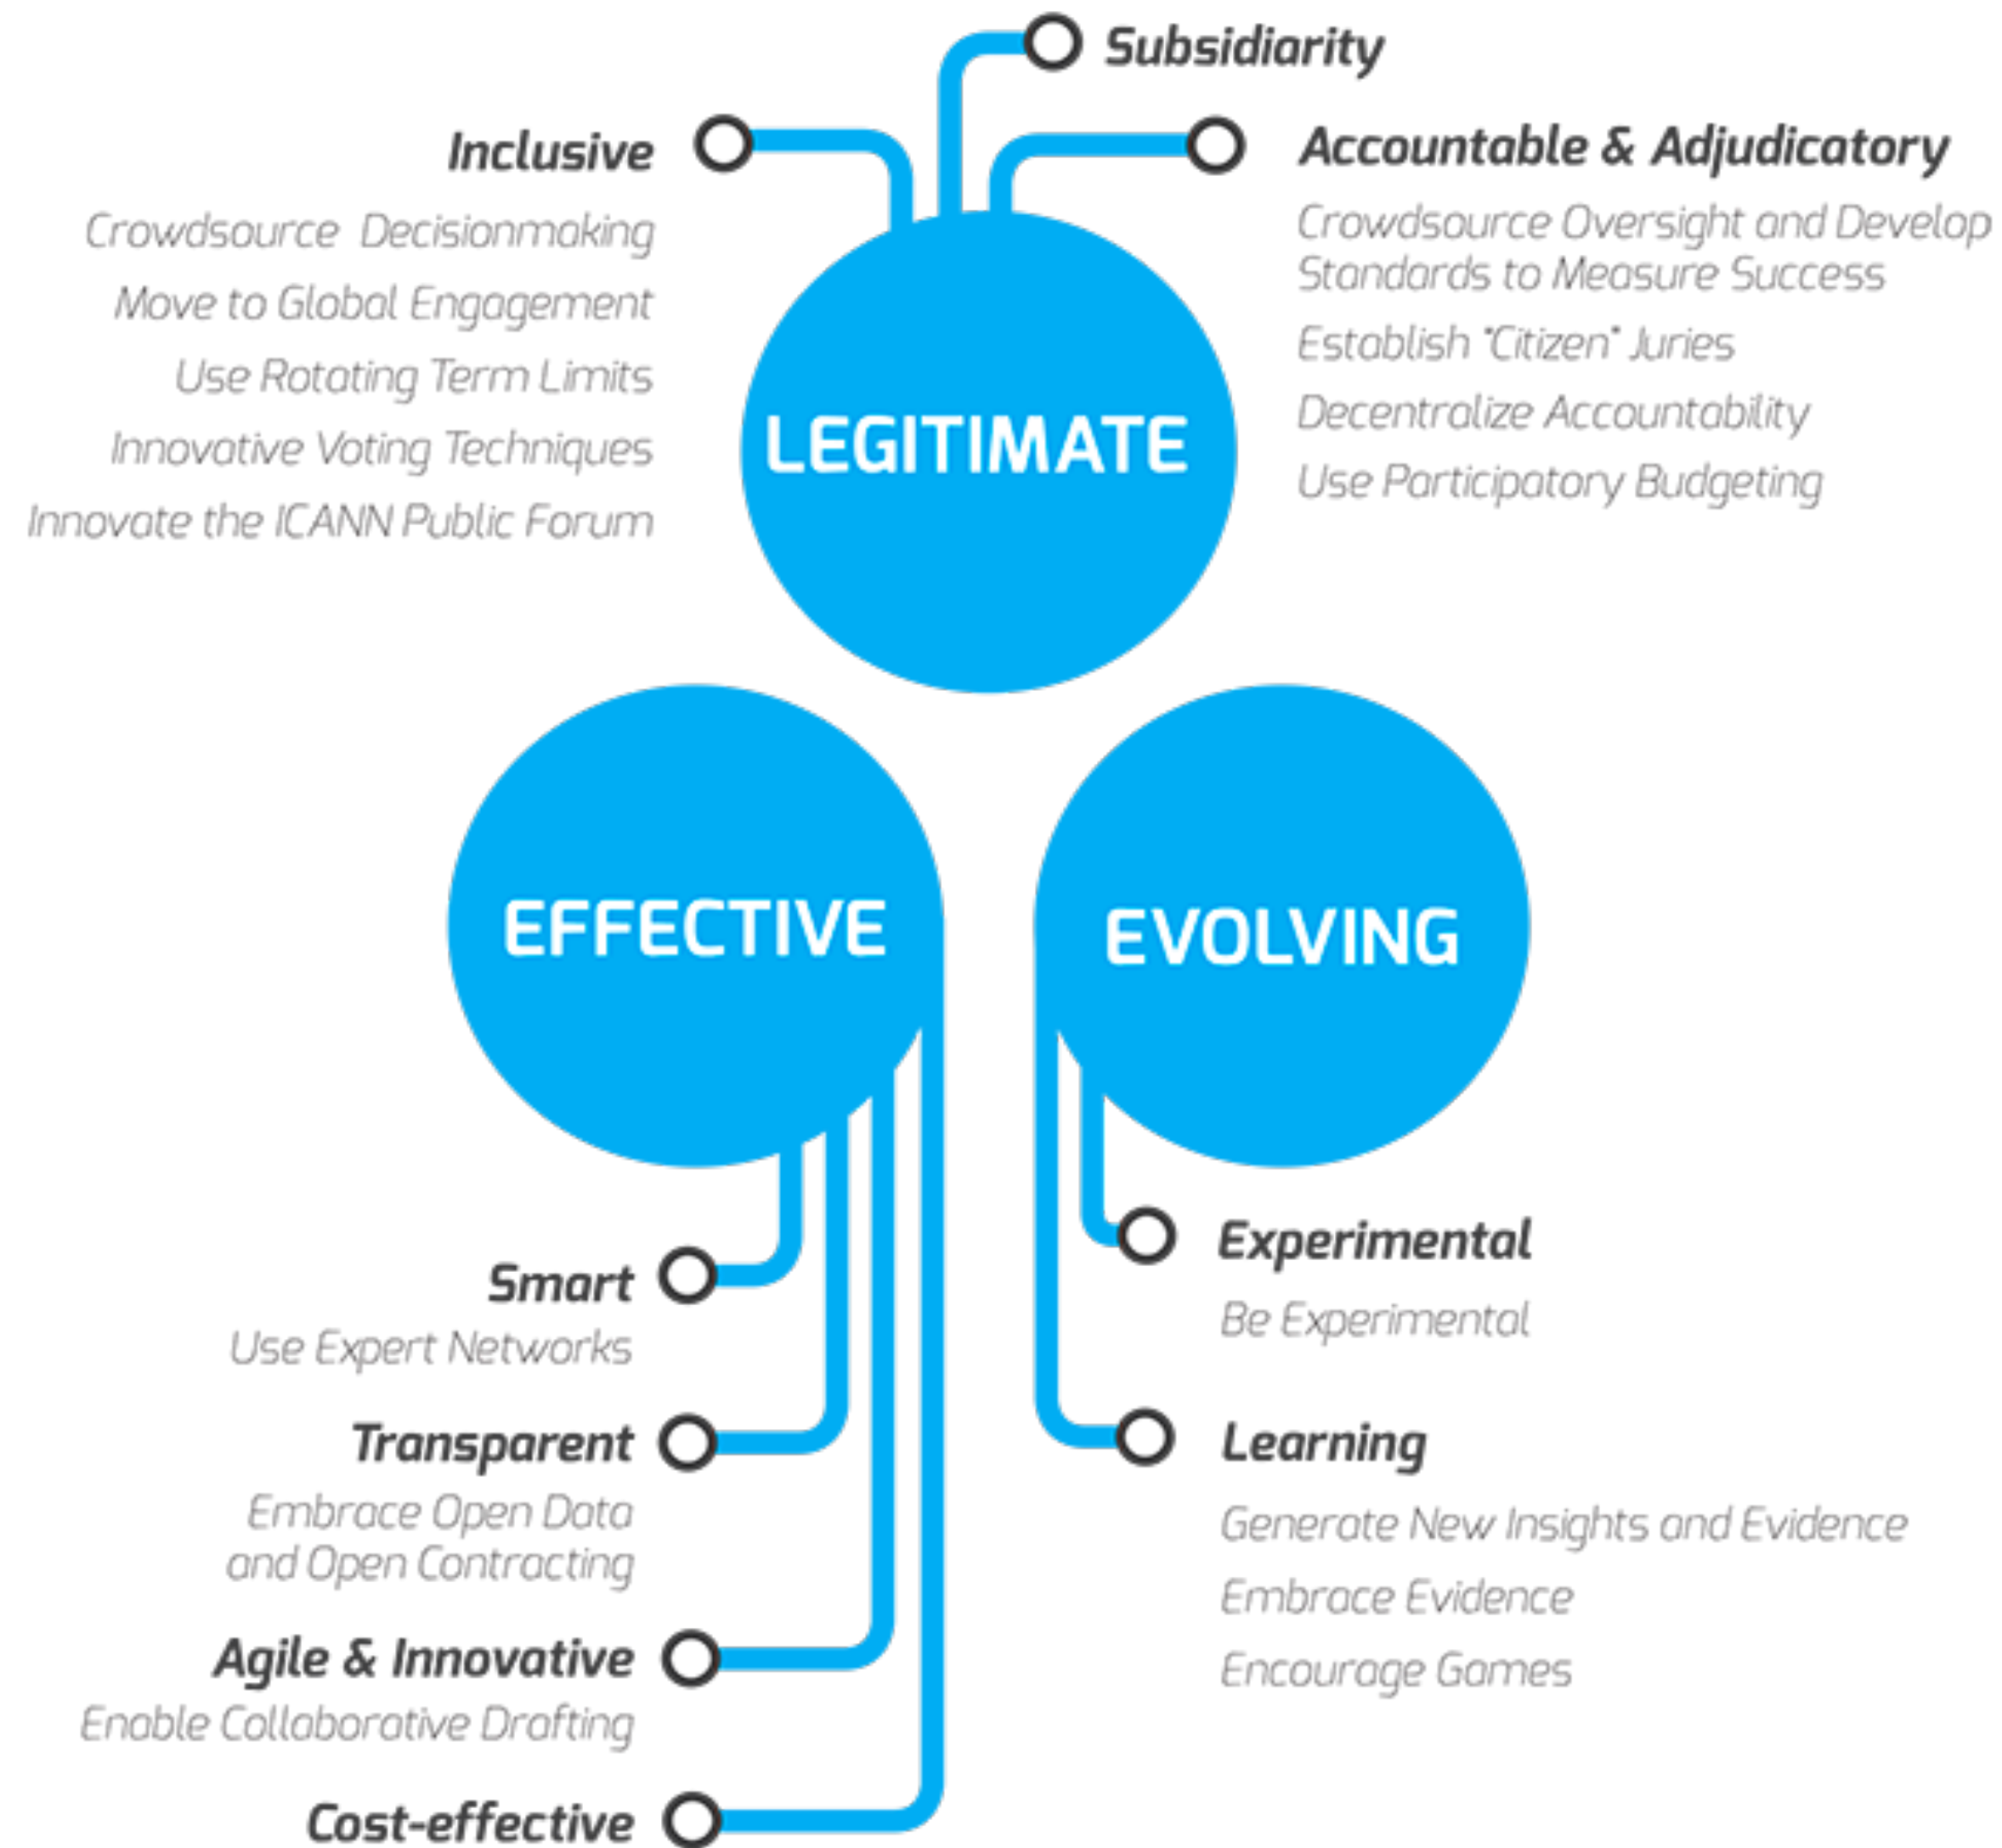 Subsidiarity
Inclusive
Crowdsource Decisionmaking
Move to Global Engagement
Use Rotating Term Limits
Innovative Voting Techniques
Innovate the ICANN Public Forum
Accountable & Adjudicatory
Crowdsource Oversight and Develop
Standards to Measure Success
Establish "Citizen" Juries
Decentralize Accountability
Use Participatory Budgeting
LEGITIMATE
EFFECTIVE
EVOLVING
Smart
Use Expert Networks
Transparent
Embrace Open Data
and Open Contracting
Agile & Innovative
Enable Collaborative Drafting
Cost-effective
Experimental
Be Experimental
Learning
Generate New Insights and Evidence
Embrace Evidence
Encourage Games